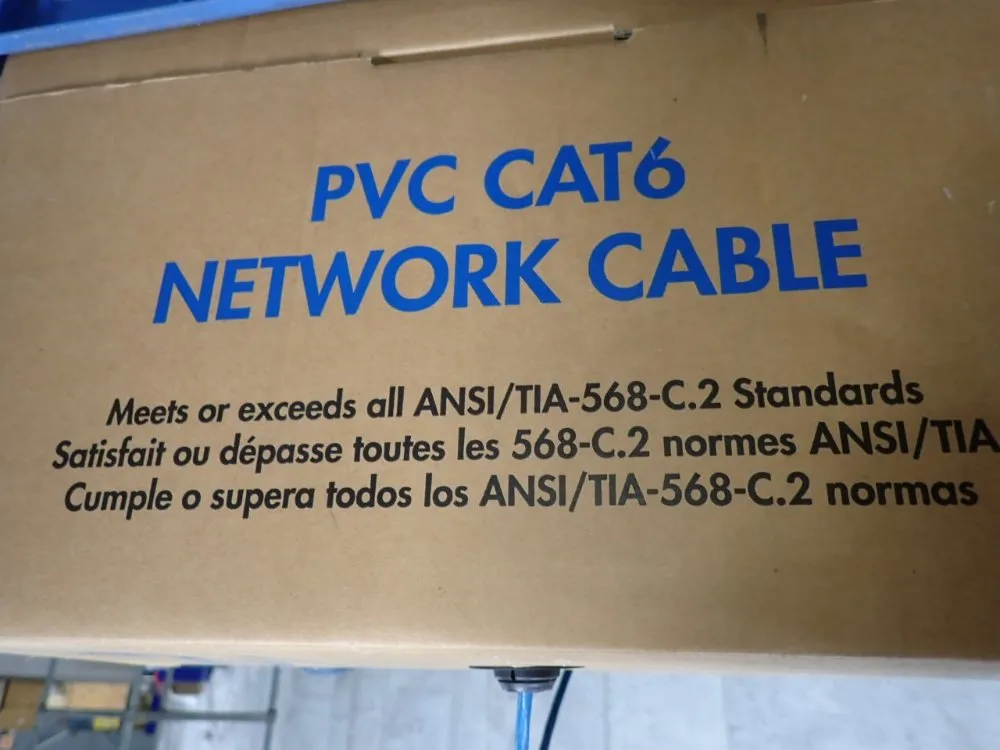 PVC CAT6
NETWORK CABLE
Meets or exceeds all ANSI/TIA-568-C.2 Standards
Satisfait ou dépasse toutes les 568-C.2 normes ANSI/TIA
Cumple o supera todos los ANSI/TIA-568-C.2 normas